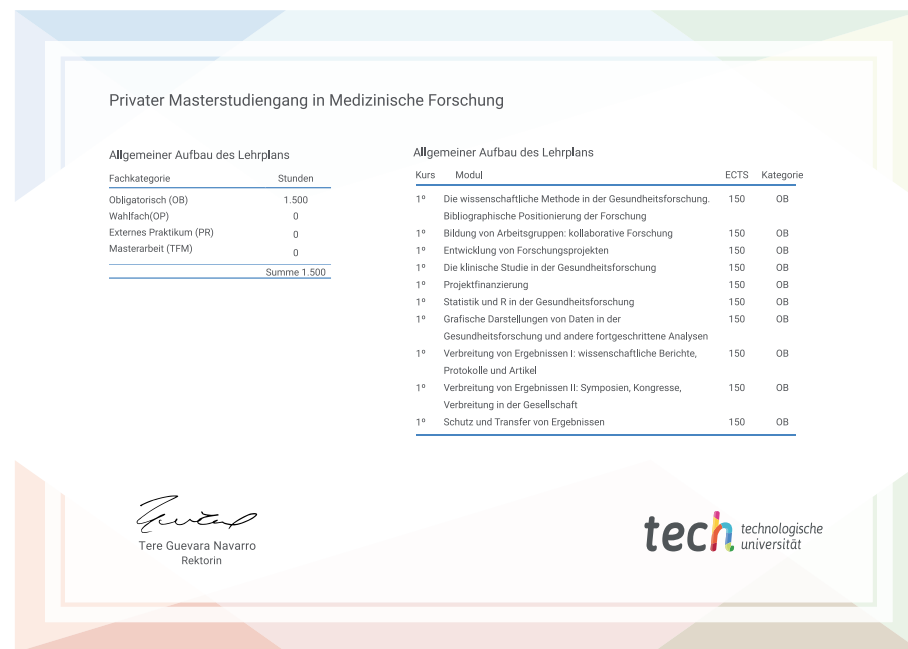 Privater Masterstudiengang in Medizinische Forschung
Allgemeiner Aufbau des Lehrplans
Fachkategorie Stunden
Obligatorisch (OB) 1.500
Wahlfach(OP) 0
Externes Praktikum (PR) 0
Masterarbeit (TFM) 0
Summe 1.500
Allgemeiner Aufbau des Lehrplans
Kurs Modul ECTS Kategorie
1º Die wissenschaftliche Methode in der Gesundheitsforschung. 150 OB
Bibliographische Positionierung der Forschung
1º Bildung von Arbeitsgruppen: kollaborative Forschung 150 OB
1º Entwicklung von Forschungsprojekten 150 OB
1º Die klinische Studie in der Gesundheitsforschung 150 OB
1º Projektfinanzierung 150 OB
1º Statistik und R in der Gesundheitsforschung 150 OB
1º Grafische Darstellungen von Daten in der 150 OB
Gesundheitsforschung und andere fortgeschrittene Analysen
1º Verbreitung von Ergebnissen I: wissenschaftliche Berichte, 150 OB
Protokolle und Artikel
1º Verbreitung von Ergebnissen II: Symposien, Kongresse, 150 OB
Verbreitung in der Gesellschaft
1º Schutz und Transfer von Ergebnissen 150 OB
Tere Guevara Navarro
Rektorin
tech technologische
universität